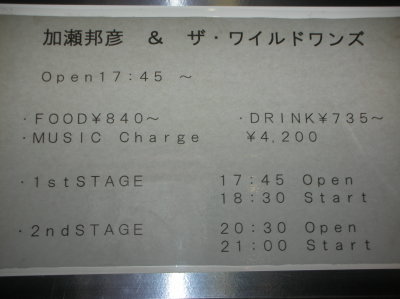 加瀬邦彦 ＆ ザ・ワイルドワンズ
Open17：45 ～
・FOOD¥840～ ・DRINK¥735～
・MUSIC Charge ¥4,200
・1stSTAGE 17：45 Open
18：30 Start
・2ndSTAGE 20：30 Open
21：00 Start